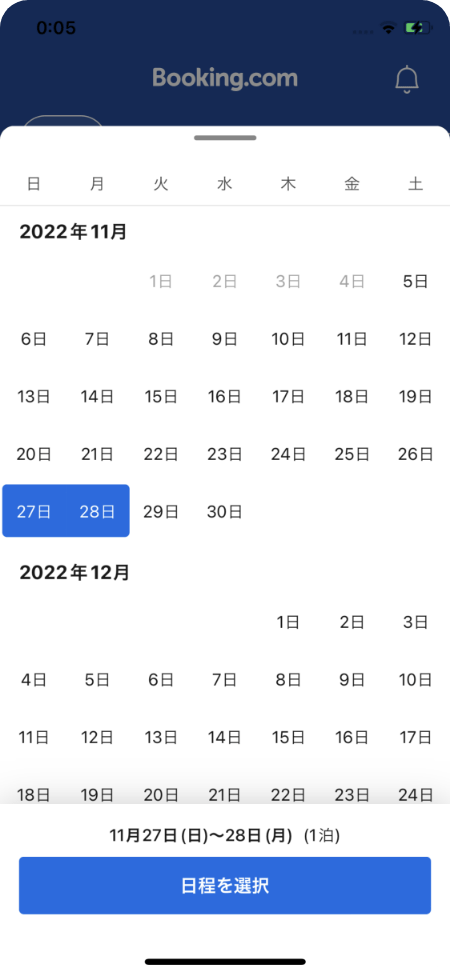 0:05
Booking.com
日 月 火 水 木 金 土
2022年11月
1日 2日 3日 4日 5日
6日 7日 8日 9日 10日 11日 12日
13日 14日 15日 16日 17日 18日 19日
20日 21日 22日 23日 24日 25日 26日
27日 28日 29日 30日
2022年12月
1日 2日 3日
4日 5日 6日 7日 8日 9日 10日
11日 12日 13日 14日 15日 16日 17日
18日 19日 20日 21日 22日 23日 24日
11月27日(日)〜28日(月) (1泊)
日程を選択